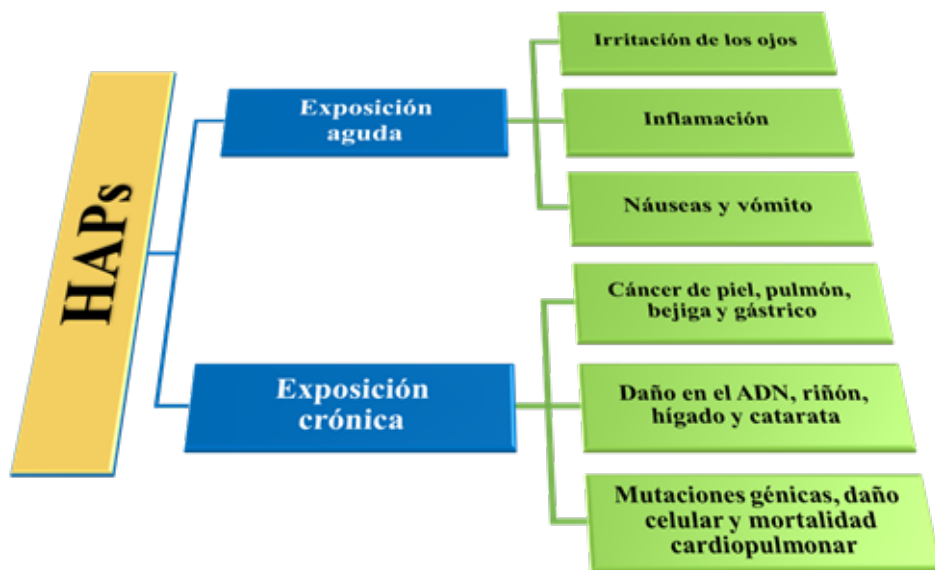 HAPs
Exposición
aguda
Irritación de los ojos
Inflamación
Náuseas y vómito
Exposición
crónica
Cáncer de piel, pulmón,
bejiga y gástrico
Daño en el ADN, riñón,
hígado y catarata
Mutaciones génicas, daño
celular y mortalidad
cardiopulmonar